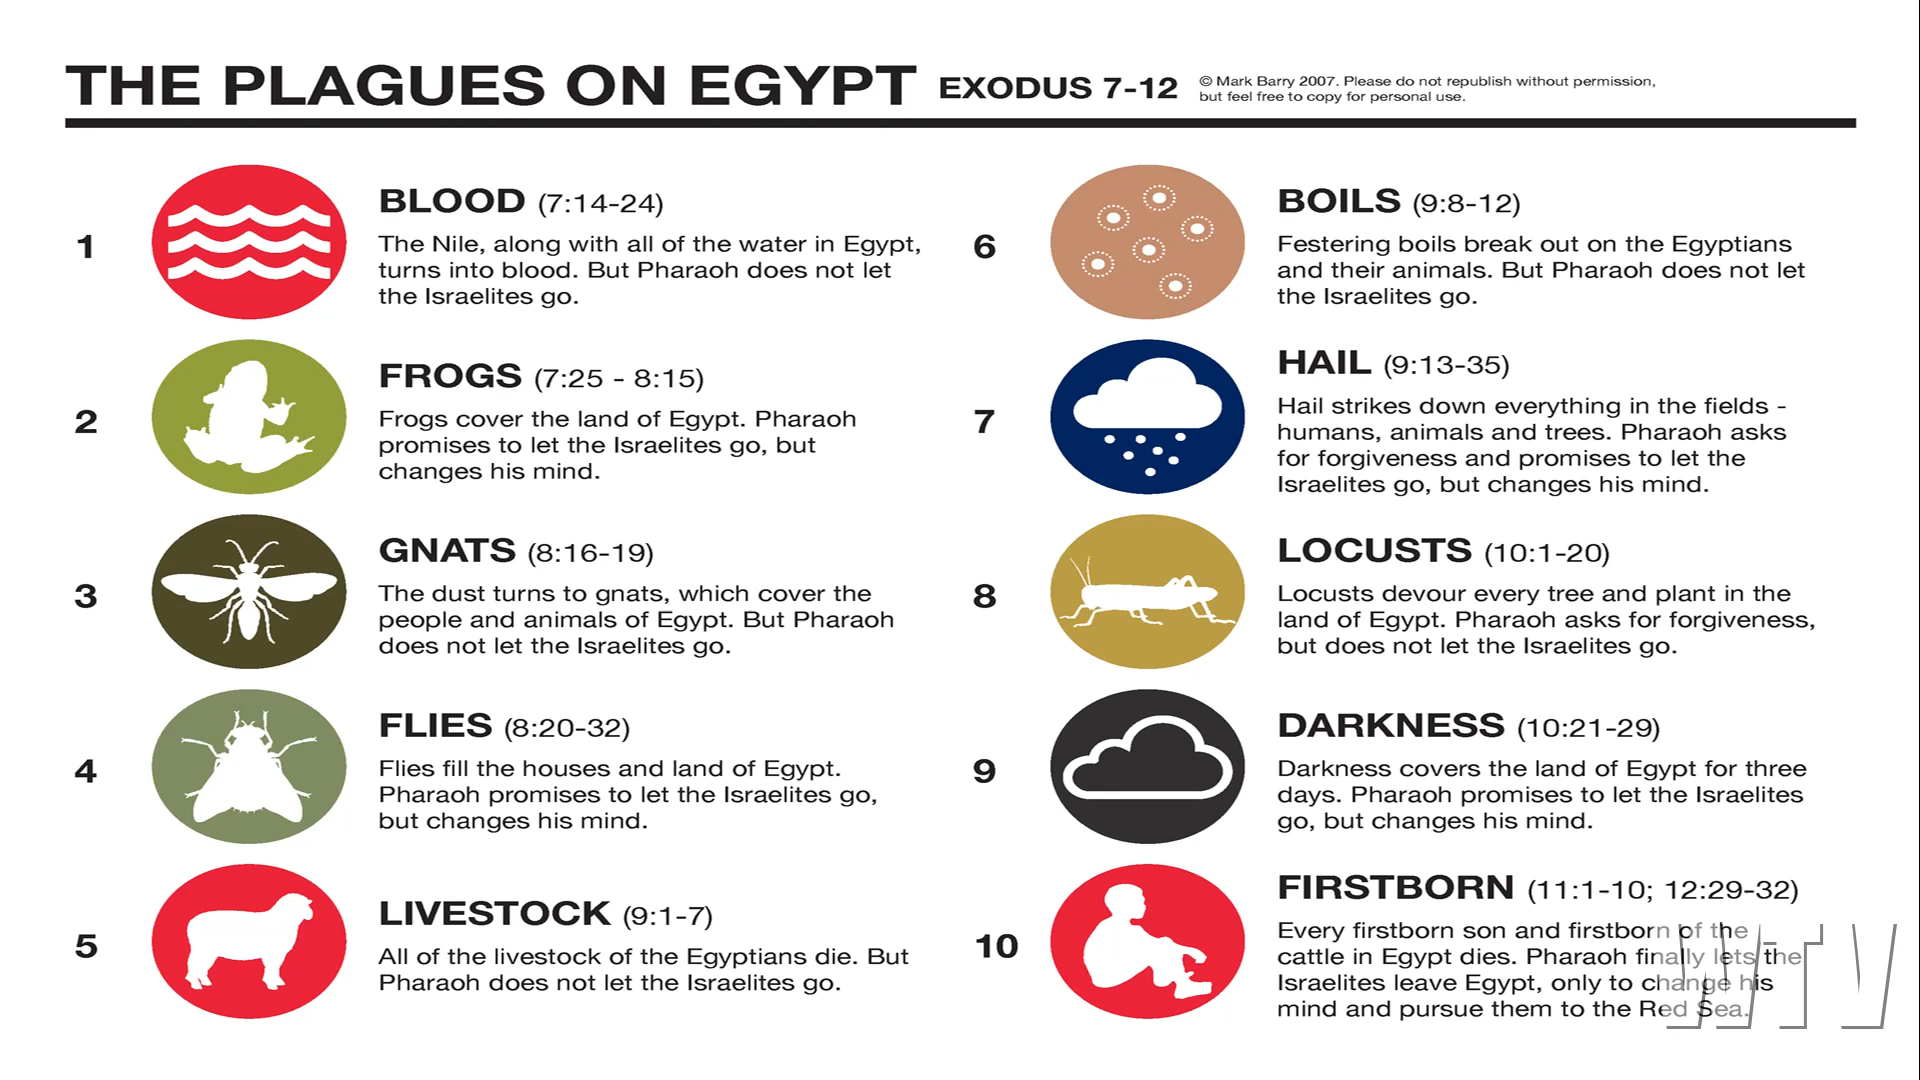 THE PLAGUES ON EGYPT EXODUS 7-12
© Mark Barry 2007. Please do not republish without permission,
but feel free to copy for personal use.
1
BLOOD (7:14-24)
The Nile, along with all of the water in Egypt,
turns into blood. But Pharaoh does not let
the Israelites go.
2
FROGS (7:25 - 8:15)
Frogs cover the land of Egypt. Pharaoh
promises to let the Israelites go, but
changes his mind.
3
GNATS (8:16-19)
The dust turns to gnats, which cover the
people and animals of Egypt. But Pharaoh
does not let the Israelites go.
4
FLIES (8:20-32)
Flies fill the houses and land of Egypt.
Pharaoh promises to let the Israelites go,
but changes his mind.
5
LIVESTOCK (9:1-7)
All of the livestock of the Egyptians die. But
Pharaoh does not let the Israelites go.
6
BOILS (9:8-12)
Festering boils break out on the Egyptians
and their animals. But Pharaoh does not let
the Israelites go.
7
HAIL (9:13-35)
Hail strikes down everything in the fields -
humans, animals and trees. Pharaoh asks
for forgiveness and promises to let the
Israelites go, but changes his mind.
8
LOCUSTS (10:1-20)
Locusts devour every tree and plant in the
land of Egypt. Pharaoh asks for forgiveness,
but does not let the Israelites go.
9
DARKNESS (10:21-29)
Darkness covers the land of Egypt for three
days. Pharaoh promises to let the Israelites
go, but changes his mind.
10
FIRSTBORN (11:1-10; 12:29-32)
Every firstborn son and firstborn of the
cattle in Egypt dies. Pharaoh finally lets the
Israelites leave Egypt, only to change his
mind and pursue them to the Red Sea.
WTV